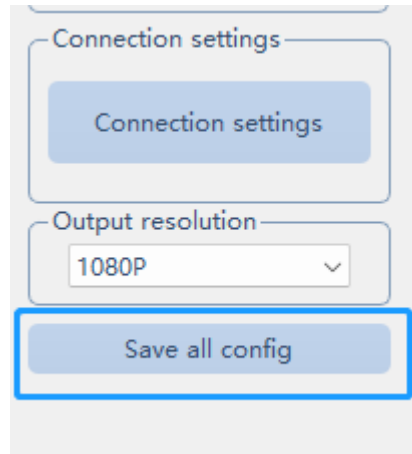 Connection settings
Connection settings
Output resolution
1080P
Save all config